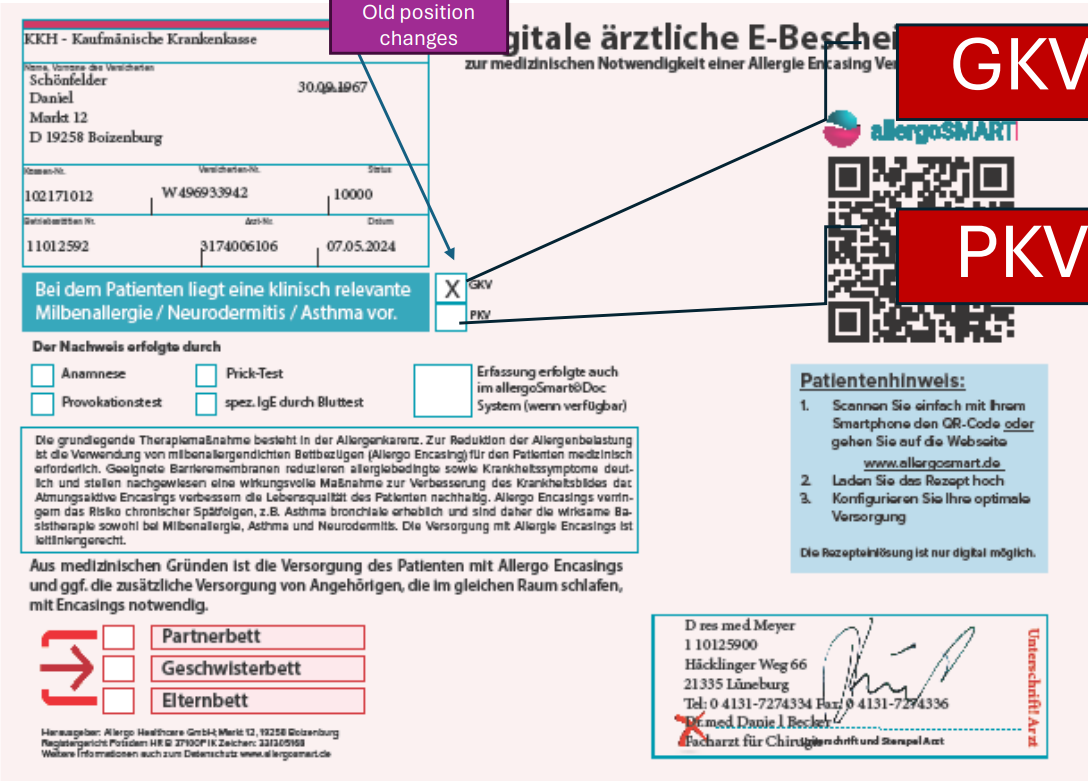 Old position
changes
KKH - Kaufmänische Krankenkasse
gitale ärztliche E-Beschei
zur medizinischen Notwendigkeit einer Allergie Encasing Ve
GKV
Name, Vorname des Versicherten
Schönfelder
30.09.1967
Daniel
Markt 12
D 19258 Boizenburg
allergoSMART
Kassen-Nr.
Versicherten-Nr.
Status
102171012
W496933942
10000
Betriebsstätten Nr.
Arzt-Nr.
Datum
11012592
3174006106
07.05.2024
PKV
Bei dem Patienten liegt eine klinisch relevante
Milbenallergie / Neurodermitis / Asthma vor.
X
GKV
PKV
Der Nachweis erfolgte durch
Anamnese
Prick-Test
Provokationstest
spez. IgE durch Bluttest
Erfassung erfolgte auch
im allergoSmart©Doc
System (wenn verfügbar)
Patientenhinweis:
1. Scannen Sie einfach mit Ihrem
Smartphone den QR-Code oder
gehen Sie auf die Webseite
www.allergosmart.de
2. Laden Sie das Rezept hoch
3. Konfigurieren Sie Ihre optimale
Versorgung
Die Rezepteinlösung ist nur digital möglich.
Die grundlegende Therapiemaßnahme besteht in der Allergenkarenz. Zur Reduktion der Allergenbelastung
ist die Verwendung von milbenallergendichten Bettbezügen (Allergo Encasing) für den Patienten medizinisch
erforderlich. Geeignete Barrieremembranen reduzieren allergiebedingte sowie Krankheitssymptome deut-
lich und stellen nachgewiesen eine wirkungsvolle Maßnahme zur Verbesserung des Krankheitsbildes dar.
Atmungsaktive Encasings verbessern die Lebensqualität des Patienten nachhaltig. Allergo Encasings verrin-
gern das Risiko chronischer Spätfolgen, z.B. Asthma bronchiale erheblich und sind daher die wirksame Ba-
sistherapie sowohl bei Milbenallergie, Asthma und Neurodermitis. Die Versorgung mit Allergie Encasings ist
leitliniengerecht.
Aus medizinischen Gründen ist die Versorgung des Patienten mit Allergo Encasings
und ggf. die zusätzliche Versorgung von Angehörigen, die im gleichen Raum schlafen,
mit Encasings notwendig.
Partnerbett
Geschwisterbett
Elternbett
D res med Meyer
1 10125900
Häcklinger Weg 66
21335 Lüneburg
Tel: 0 4131-7274334 Fax: 0 4131-7274336
Dr.med Danie l Becker
Facharzt für Chirurgie
Unterschrift und Stempel Arzt
Unterschrift! Arzt
Herausgeber: Allergo Healthcare GmbH; Markt 12, 19258 Boizenburg
Registergericht Potsdam HR B 37100P IK Zeichen: 331305168
Weitere Informationen auch zum Datenschutz www.allergosmart.de